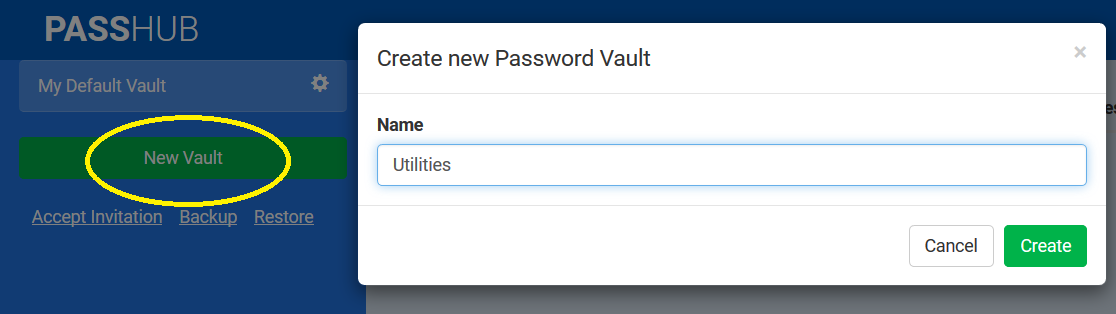 PASSHUB
My Default Vault
New Vault
Accept Invitation Backup Restore
Create new Password Vault
×
Name
Utilities
Cancel Create